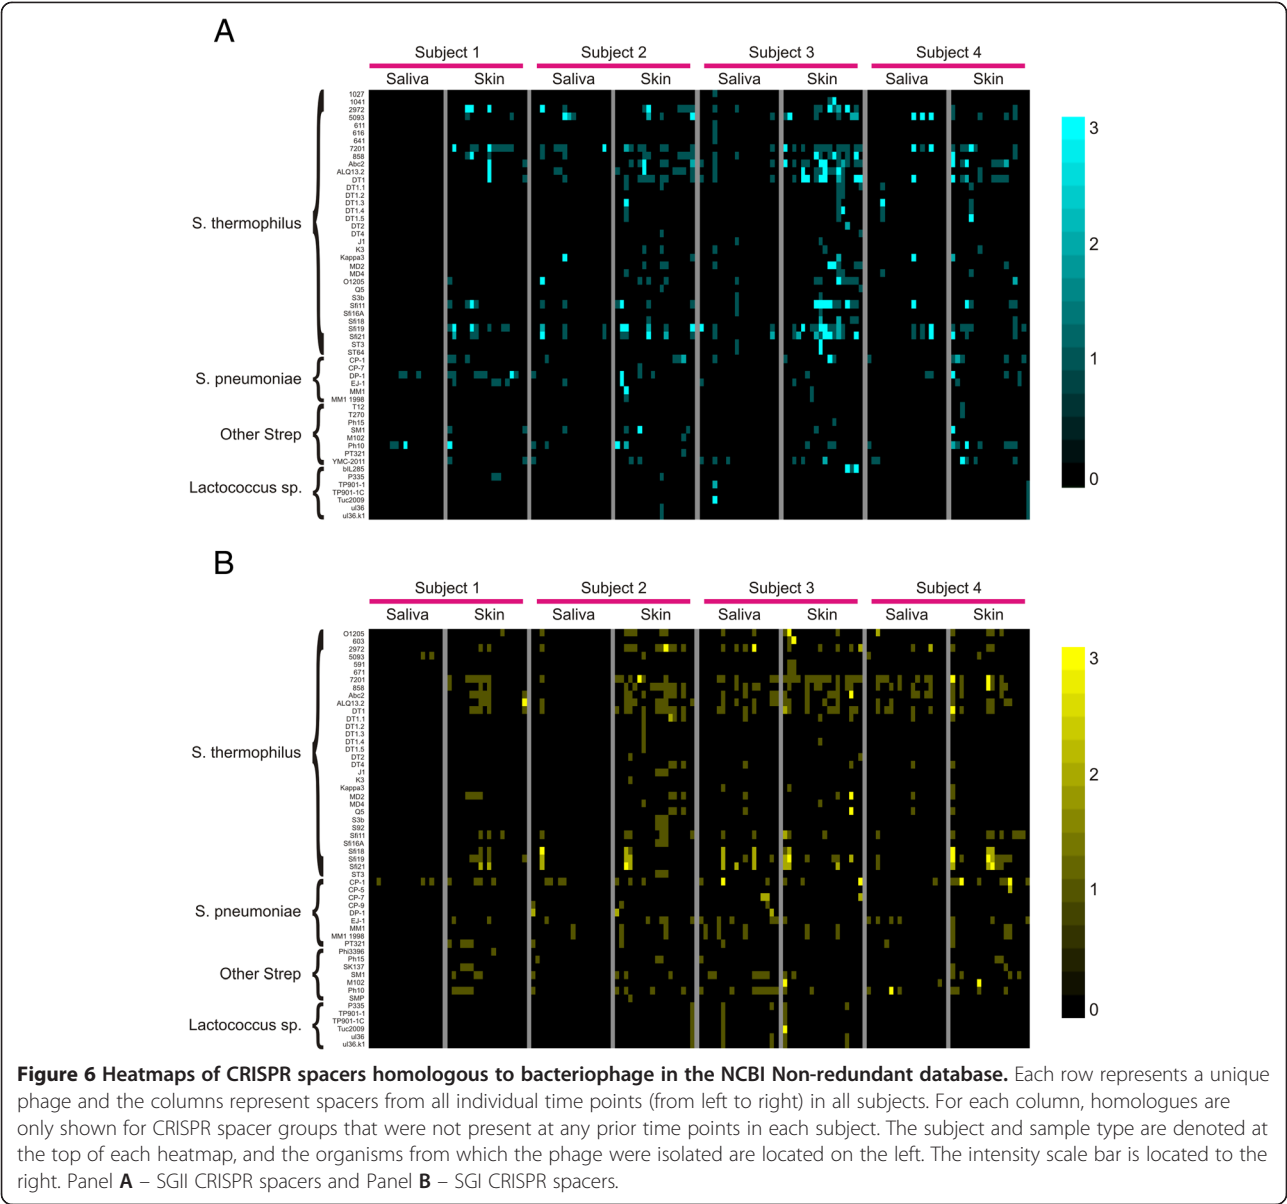 A
Subject 1 Subject 2 Subject 3 Subject 4
Saliva Skin Saliva Skin Saliva Skin Saliva Skin
S. thermophilus
S. pneumoniae
Other Strep
Lactococcus sp.
1027
1041
2972
5093
611
616
641
7201
858
Abc2
ALQ13.2
DT1
DT1.1
DT1.2
DT1.3
DT1.4
DT1.5
DT2
DT4
J1
K3
Kappa3
MD2
MD4
O1205
Q5
S3b
Sfi11
Sfi16A
Sfi18
Sfi19
Sfi21
ST3
ST64
CP-1
CP-7
DP-1
EJ-1
MM1
MM1 1998
T12
T270
Ph15
SM1
M102
Ph10
PT321
YMC-2011
bIL285
P335
TP901-1
TP901-1C
Tuc2009
ul36
ul36.k1
3
2
1
0
B
Subject 1 Subject 2 Subject 3 Subject 4
Saliva Skin Saliva Skin Saliva Skin Saliva Skin
S. thermophilus
S. pneumoniae
Other Strep
Lactococcus sp.
O1205
603
2972
5093
591
671
7201
858
Abc2
ALQ13.2
DT1
DT1.1
DT1.2
DT1.3
DT1.4
DT1.5
DT2
DT4
J1
K3
Kappa3
MD2
MD4
Q5
S3b
S92
Sfi11
Sfi16A
Sfi18
Sfi19
Sfi21
ST3
CP-1
CP-5
CP-7
CP-9
DP-1
EJ-1
MM1
MM1 1998
PT321
Phi3396
Ph15
SK137
SM1
M102
Ph10
SMP
P335
TP901-1
TP901-1C
Tuc2009
ul36
ul36.k1
3
2
1
0
Figure 6 Heatmaps of CRISPR spacers homologous to bacteriophage in the NCBI Non-redundant database. Each row represents a unique
phage and the columns represent spacers from all individual time points (from left to right) in all subjects. For each column, homologues are
only shown for CRISPR spacer groups that were not present at any prior time points in each subject. The subject and sample type are denoted at
the top of each heatmap, and the organisms from which the phage were isolated are located on the left. The intensity scale bar is located to the
right. Panel A – SGII CRISPR spacers and Panel B – SGI CRISPR spacers.